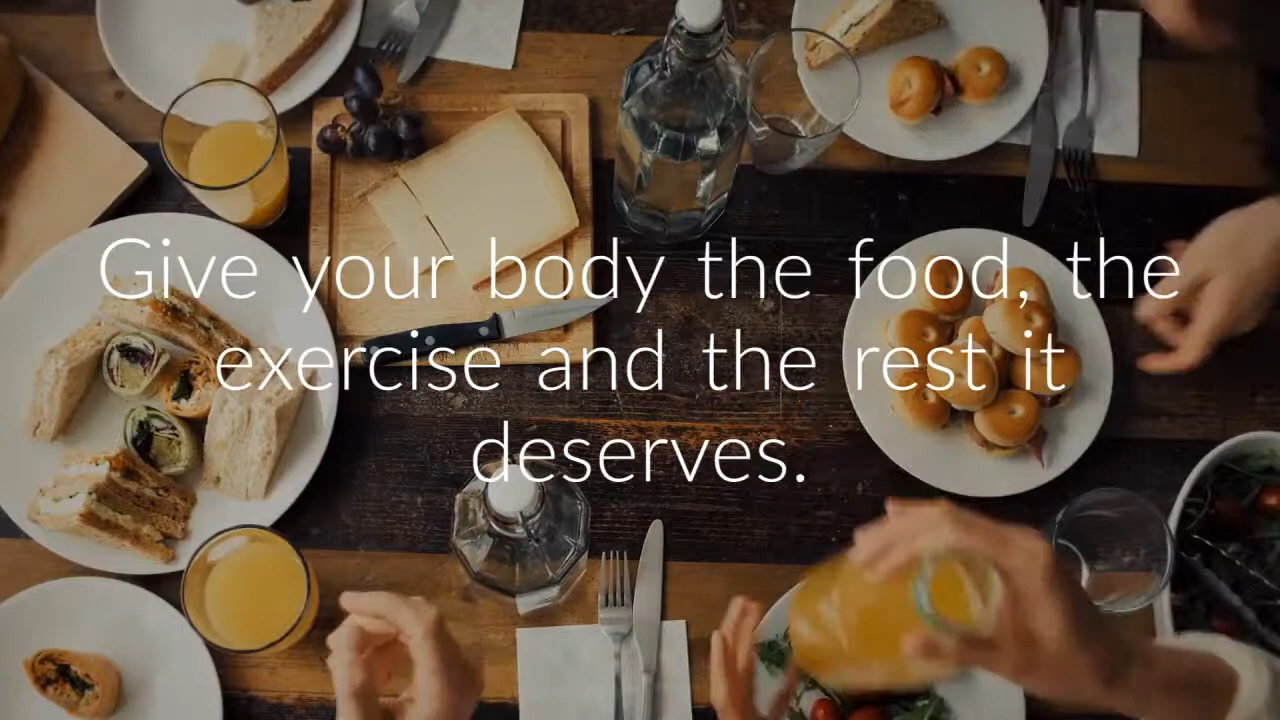 Give your body the food, the
exercise and the rest it
deserves.